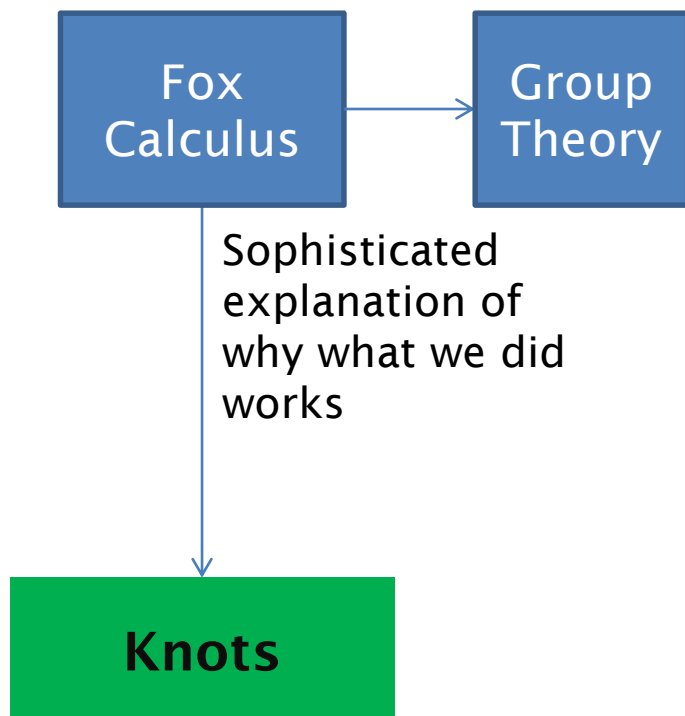 Fox
Calculus
Group
Theory
Sophisticated
explanation of
why what we did
works
Knots